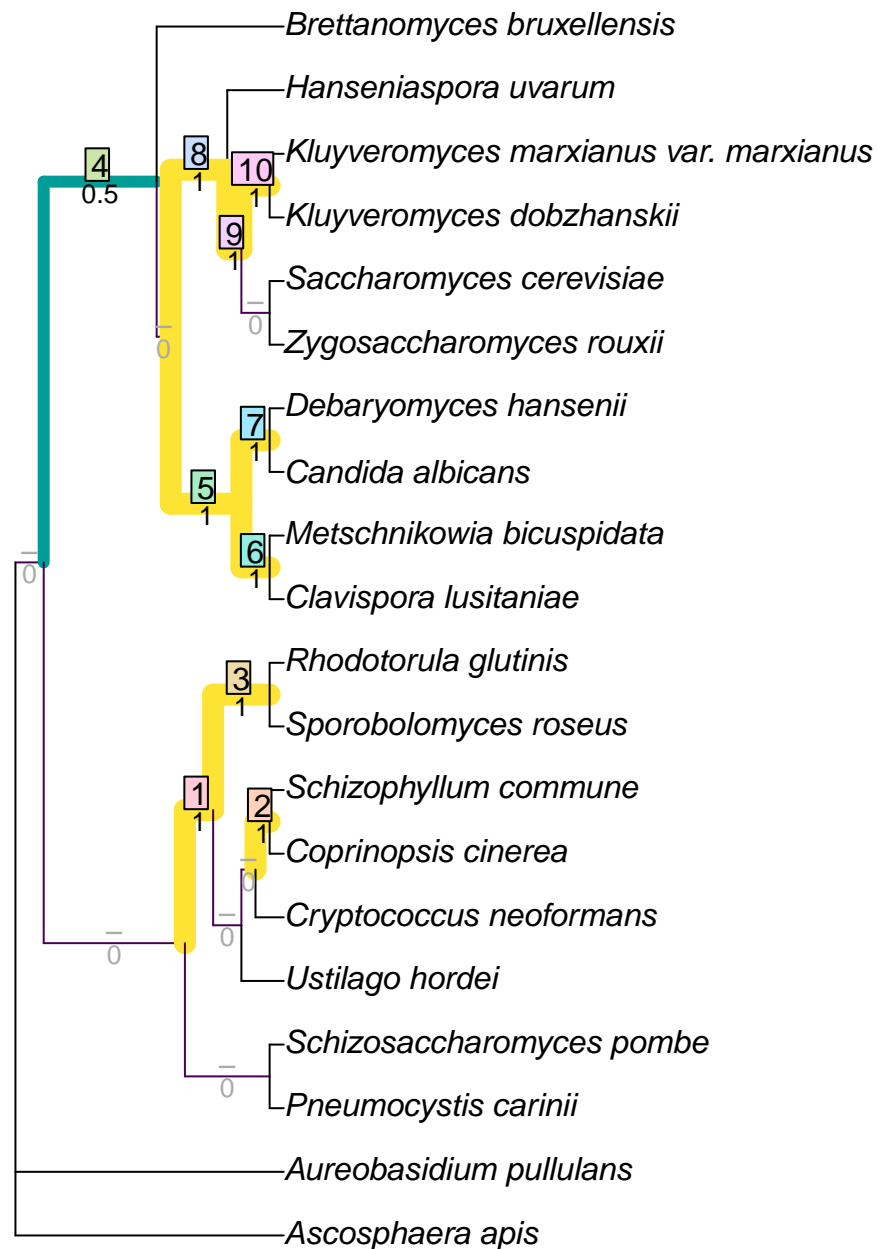 Brettanomyces bruxellensis
Hanseniaspora uvarum
8
Kluyveromyces marxianus var. marxianus
4
10
1
0.5
1
Kluyveromyces dobzhanskii
9
1
Saccharomyces cerevisiae
–
0
–
0
Zygosaccharomyces rouxii
Debaryomyces hansenii
7
1
Candida albicans
5
1
Metschnikowia bicuspidata
6
–
0
1
Clavispora lusitaniae
Rhodotorula glutinis
3
1
Sporobolomyces roseus
Schizophyllum commune
1
2
1
1
Coprinopsis cinerea
–
0
Cryptococcus neoformans
–
0
–
0
Ustilago hordei
Schizosaccharomyces pombe
–
0
Pneumocystis carinii
Aureobasidium pullulans
Ascosphaera apis